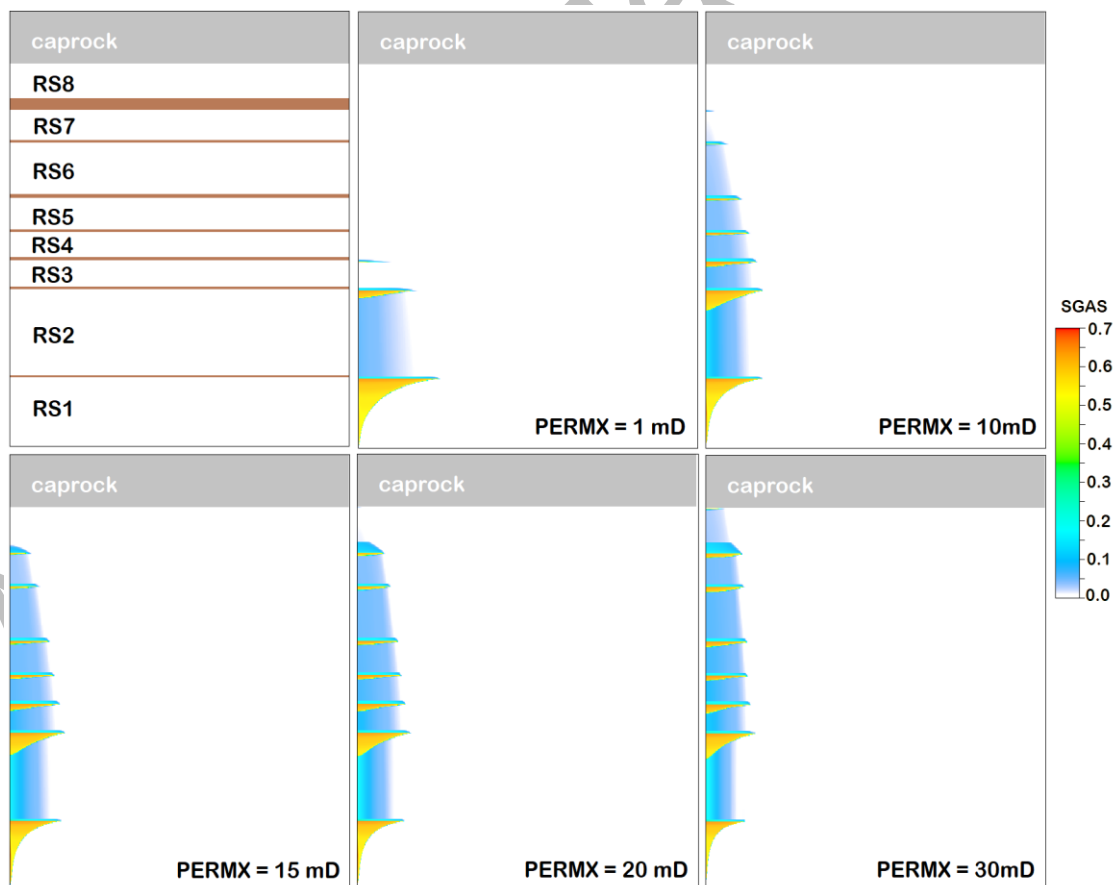 caprock
RS8
RS7
RS6
RS5
RS4
RS3
RS2
RS1
caprock
PERMX = 1 mD
caprock
PERMX = 10mD
SGAS
0.7
0.6
0.5
0.4
0.3
0.2
0.1
0.0
caprock
PERMX = 15 mD
caprock
PERMX = 20 mD
caprock
PERMX = 30mD